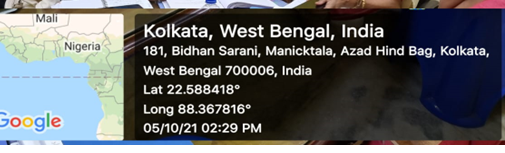 Mali
Nigeria
Google
Kolkata, West Bengal, India
181, Bidhan Sarani, Manicktala, Azad Hind Bag, Kolkata,
West Bengal 700006, India
Lat 22.588418°
Long 88.367816°
05/10/21 02:29 PM